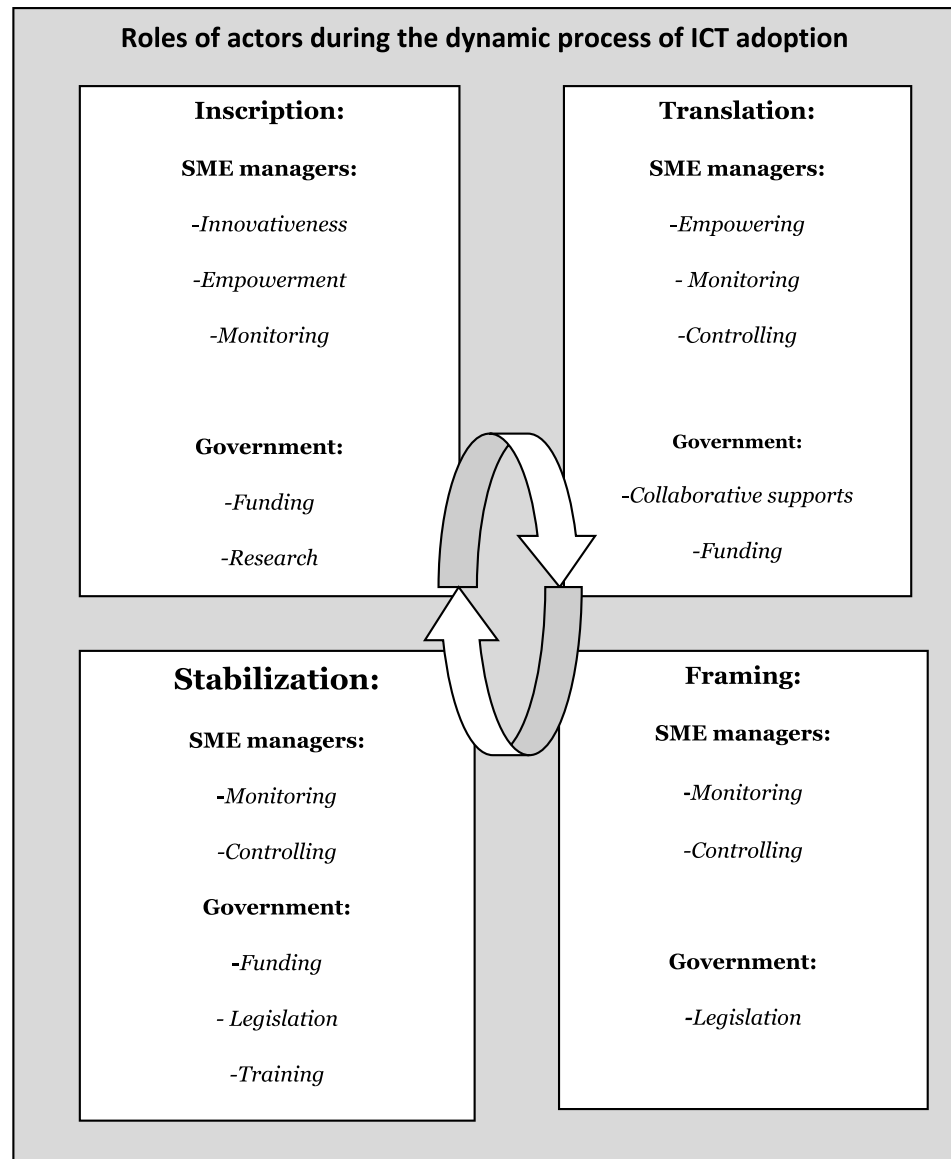 Roles of actors during the dynamic process of ICT adoption
Inscription:
SME managers:
-Innovativeness
-Empowerment
-Monitoring
Government:
-Funding
-Research
Translation:
SME managers:
-Empowering
- Monitoring
-Controlling
Government:
-Collaborative supports
-Funding
Stabilization:
SME managers:
-Monitoring
-Controlling
Government:
-Funding
- Legislation
-Training
Framing:
SME managers:
-Monitoring
-Controlling
Government:
-Legislation